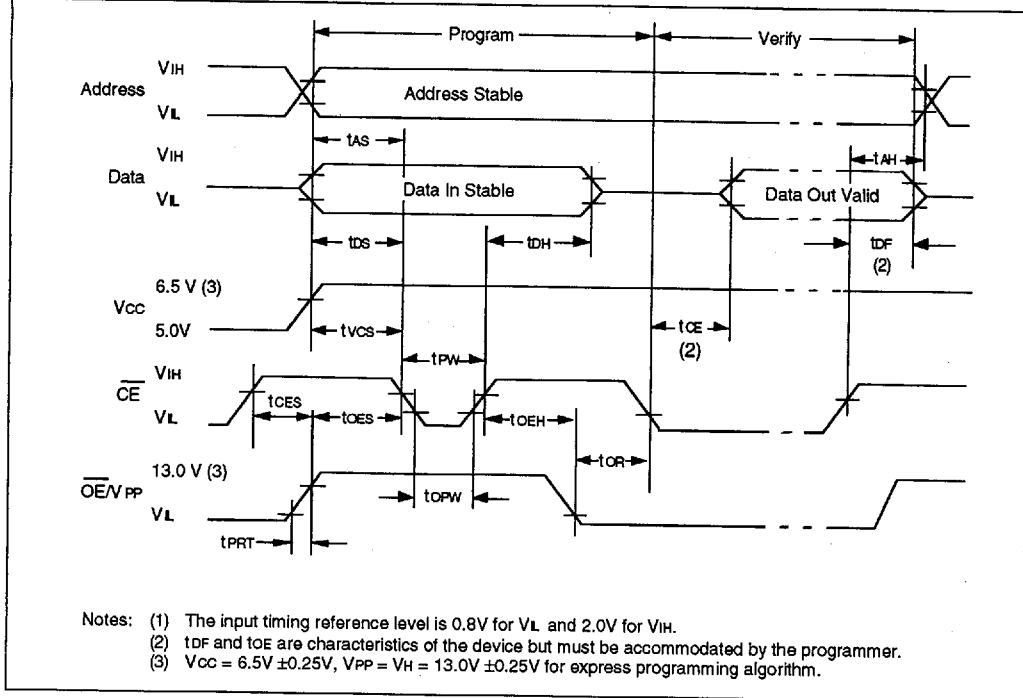 Program
Verify
Address
VIH
VIL
Address Stable
tAS
tAH
Data
VIH
VIL
Data In Stable
Data Out Valid
tDS
tDH
tDF
(2)
VCC
6.5 V (3)
5.0V
tVCS
tCE
(2)
tPW
CE
VIH
VIL
tCES
tOES
tOEH
tOR
OE/VPP
13.0 V (3)
VIL
tOPW
tPRT
Notes: (1) The input timing reference level is 0.8V for VIL and 2.0V for VIH.
(2) tDF and tOE are characteristics of the device but must be accommodated by the programmer.
(3) VCC = 6.5V ±0.25V, VPP = VH = 13.0V ±0.25V for express programming algorithm.